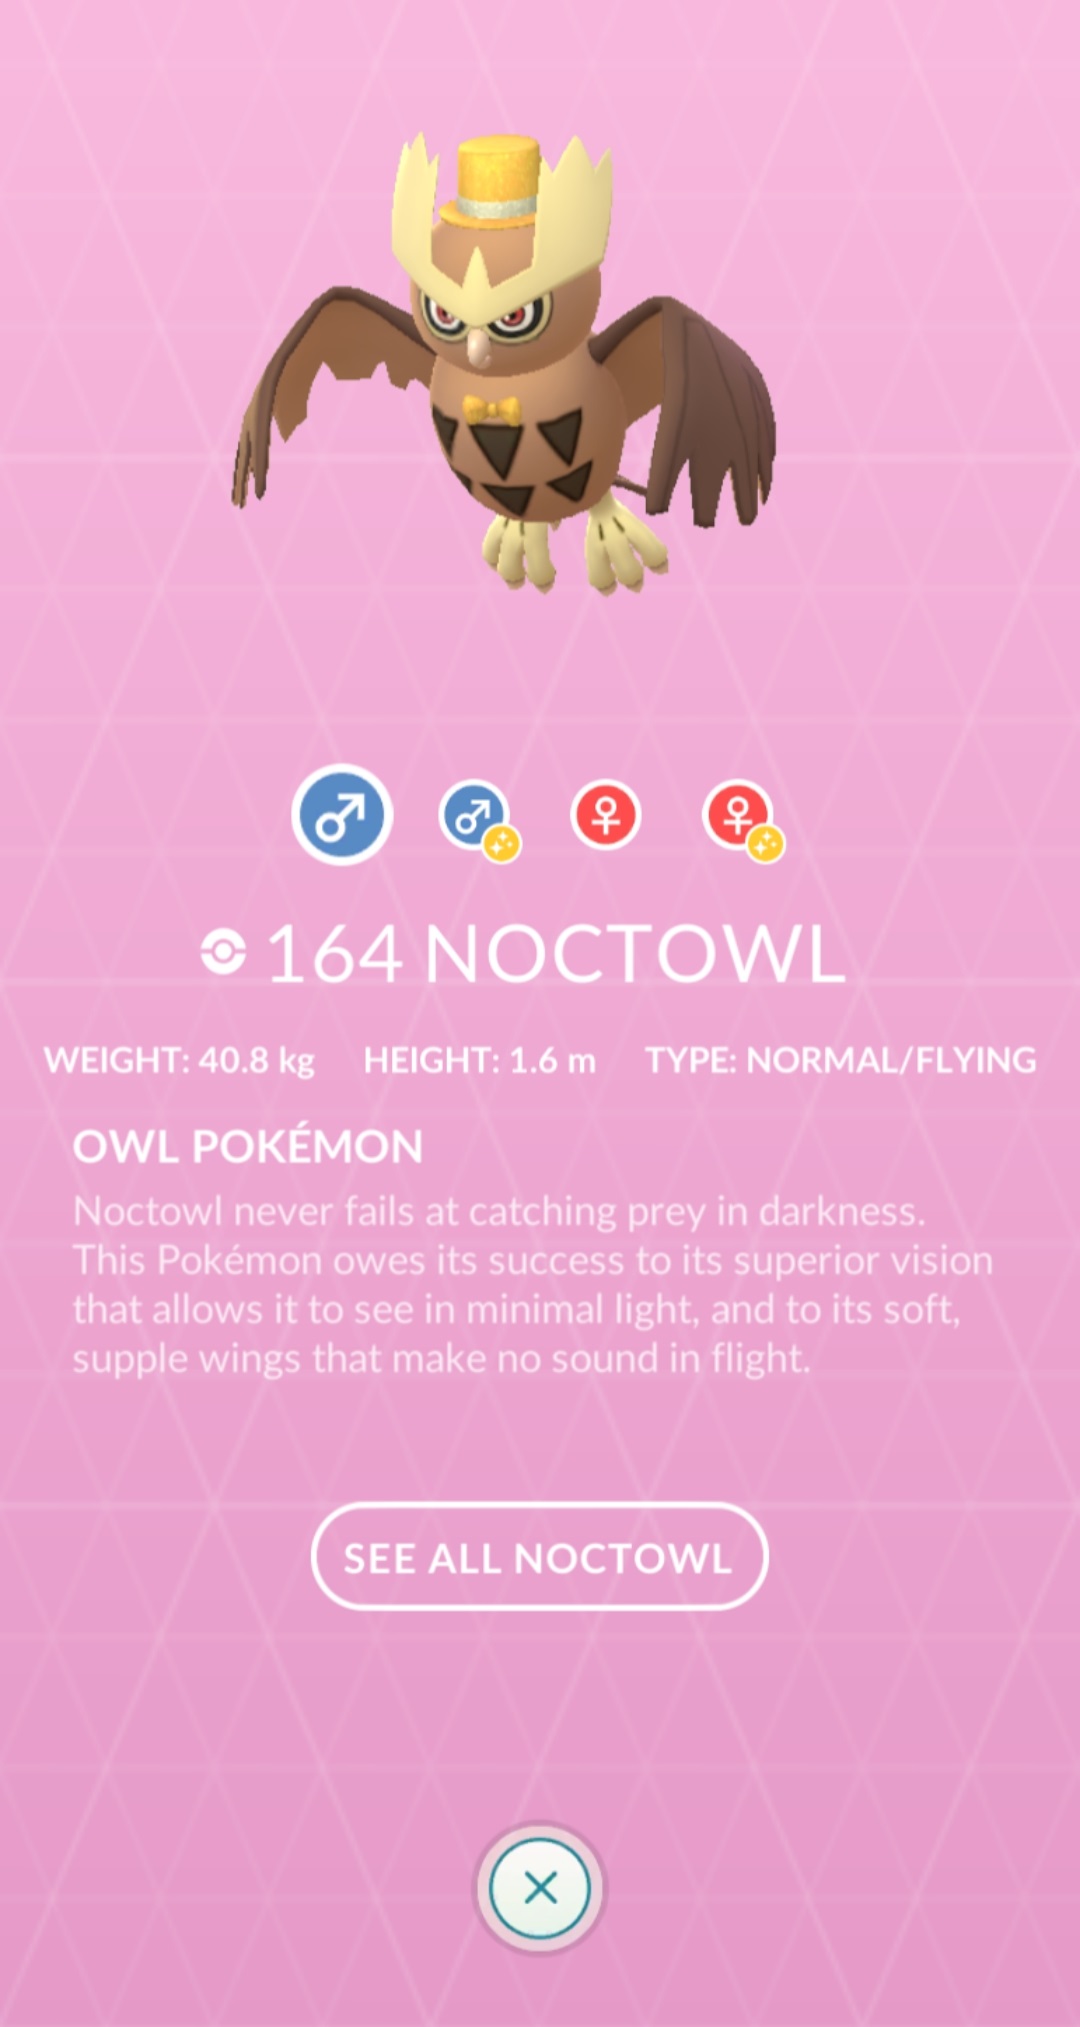 164 NOCTOWL
WEIGHT: 40.8 kg HEIGHT: 1.6 m TYPE: NORMAL/FLYING
OWL POKÉMON
Noctowl never fails at catching prey in darkness.
This Pokémon owes its success to its superior vision
that allows it to see in minimal light, and to its soft,
supple wings that make no sound in flight.
SEE ALL NOCTOWL